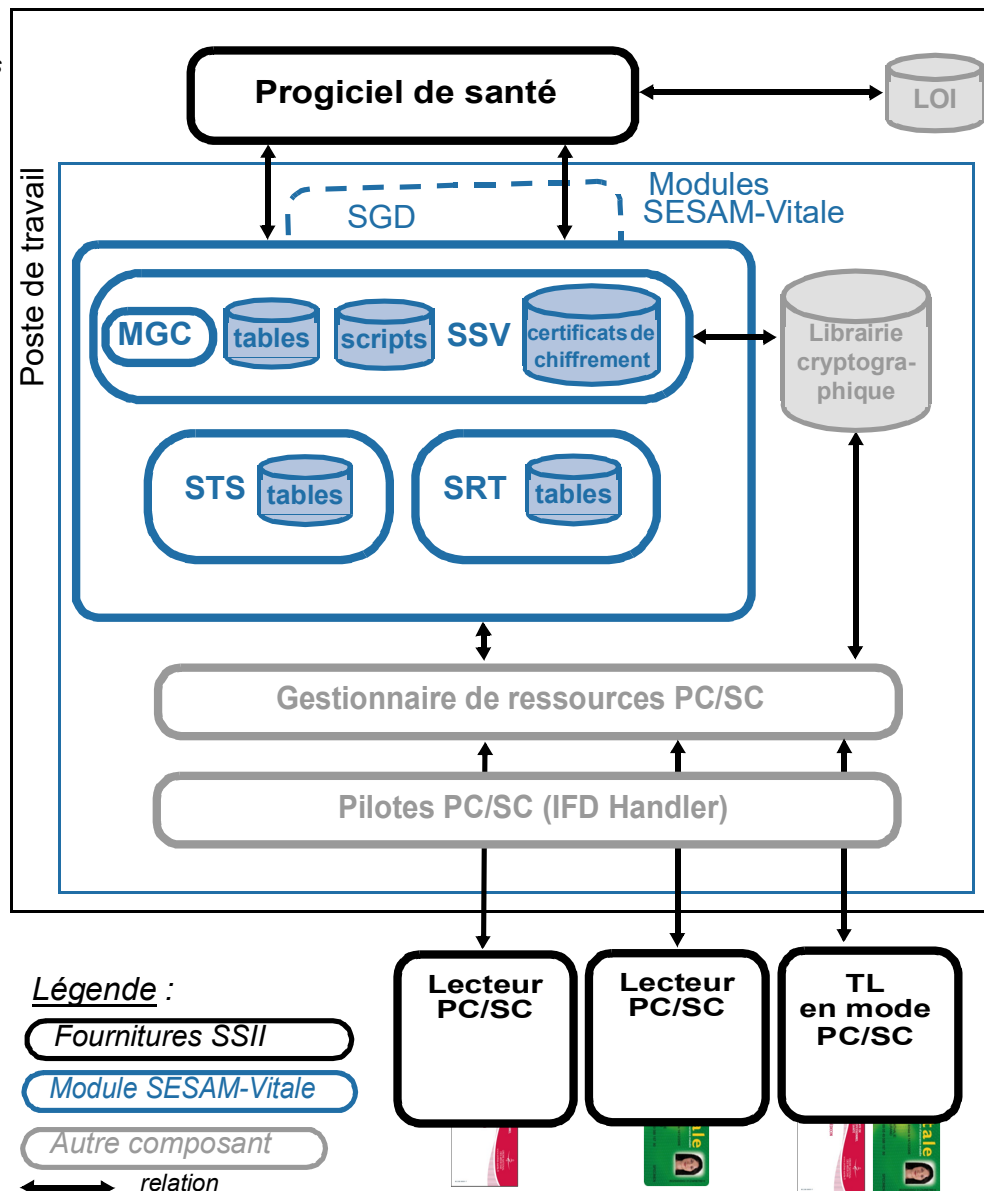 Progiciel de santé
LOI
Poste de travail
SGD
Modules
SESAM-Vitale
MGC
tables
scripts
SSV
certificats de
chiffrement
Librairie
cryptogra-
phique
STS
tables
SRT
tables
Gestionnaire de ressources PC/SC
Pilotes PC/SC (IFD Handler)
Lecteur
PC/SC
Lecteur
PC/SC
TL
en mode
PC/SC
Légende :
Fournitures SSII
Module SESAM-Vitale
Autre composant
relation
tale
tale